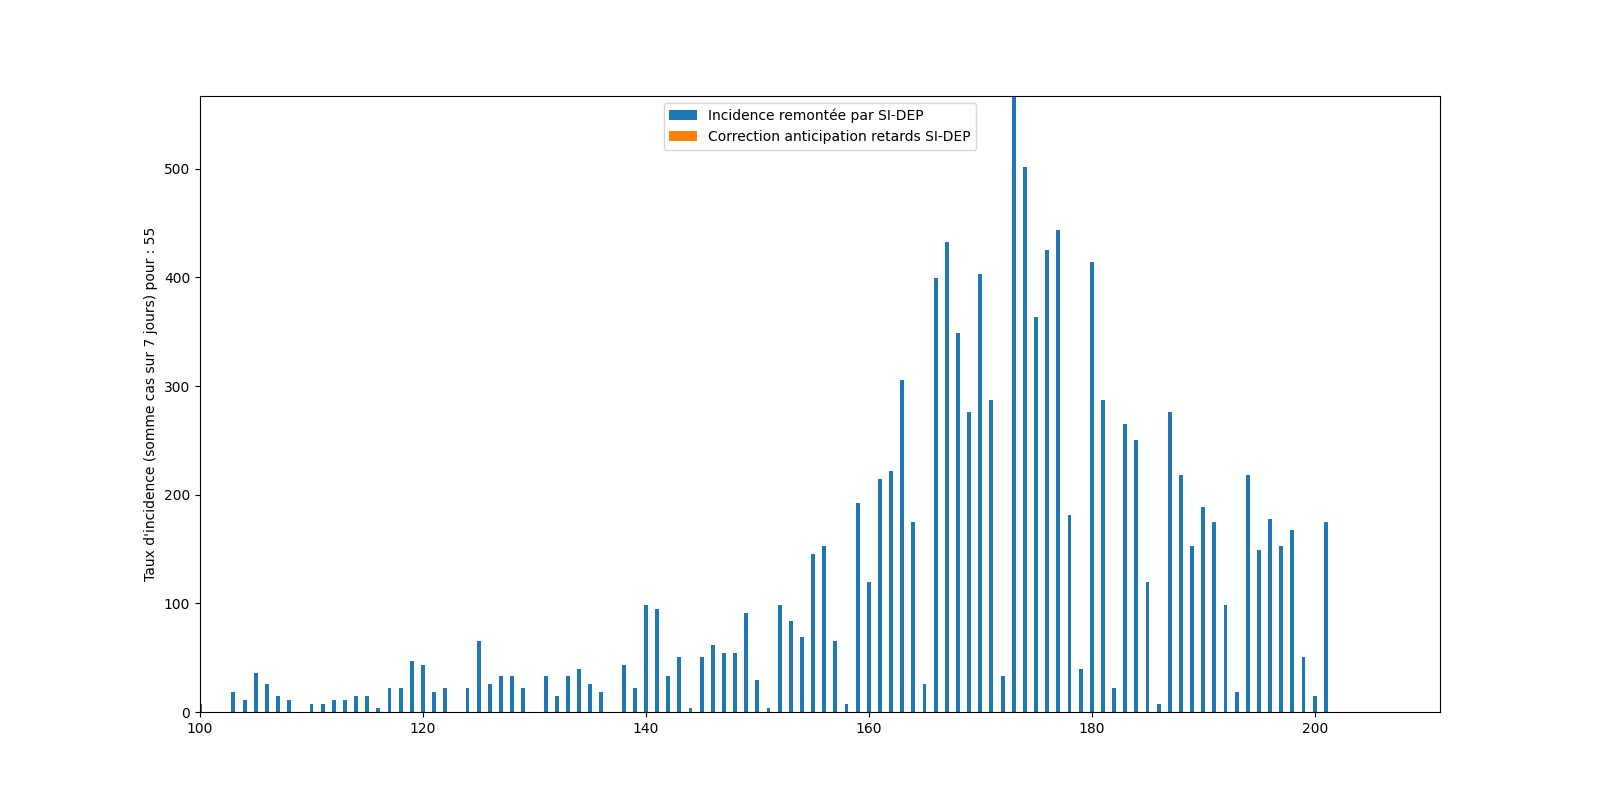 Incidence remontée par SI-DEP
Correction anticipation retards SI-DEP
Taux d'incidence (somme cas sur 7 jours) pour : 55
500
400
300
200
100
0
100 120 140 160 180 200